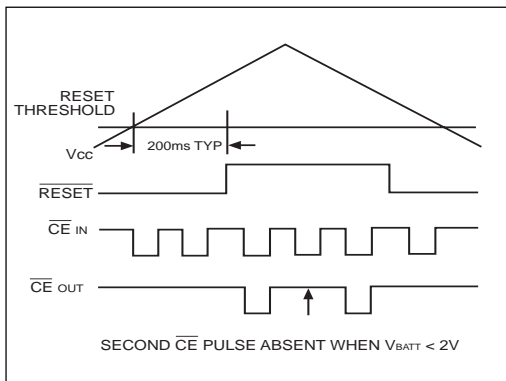 RESET
THRESHOLD
Vcc
200ms TYP
RESET
CE IN
CE OUT
SECOND CE PULSE ABSENT WHEN VBATT < 2V